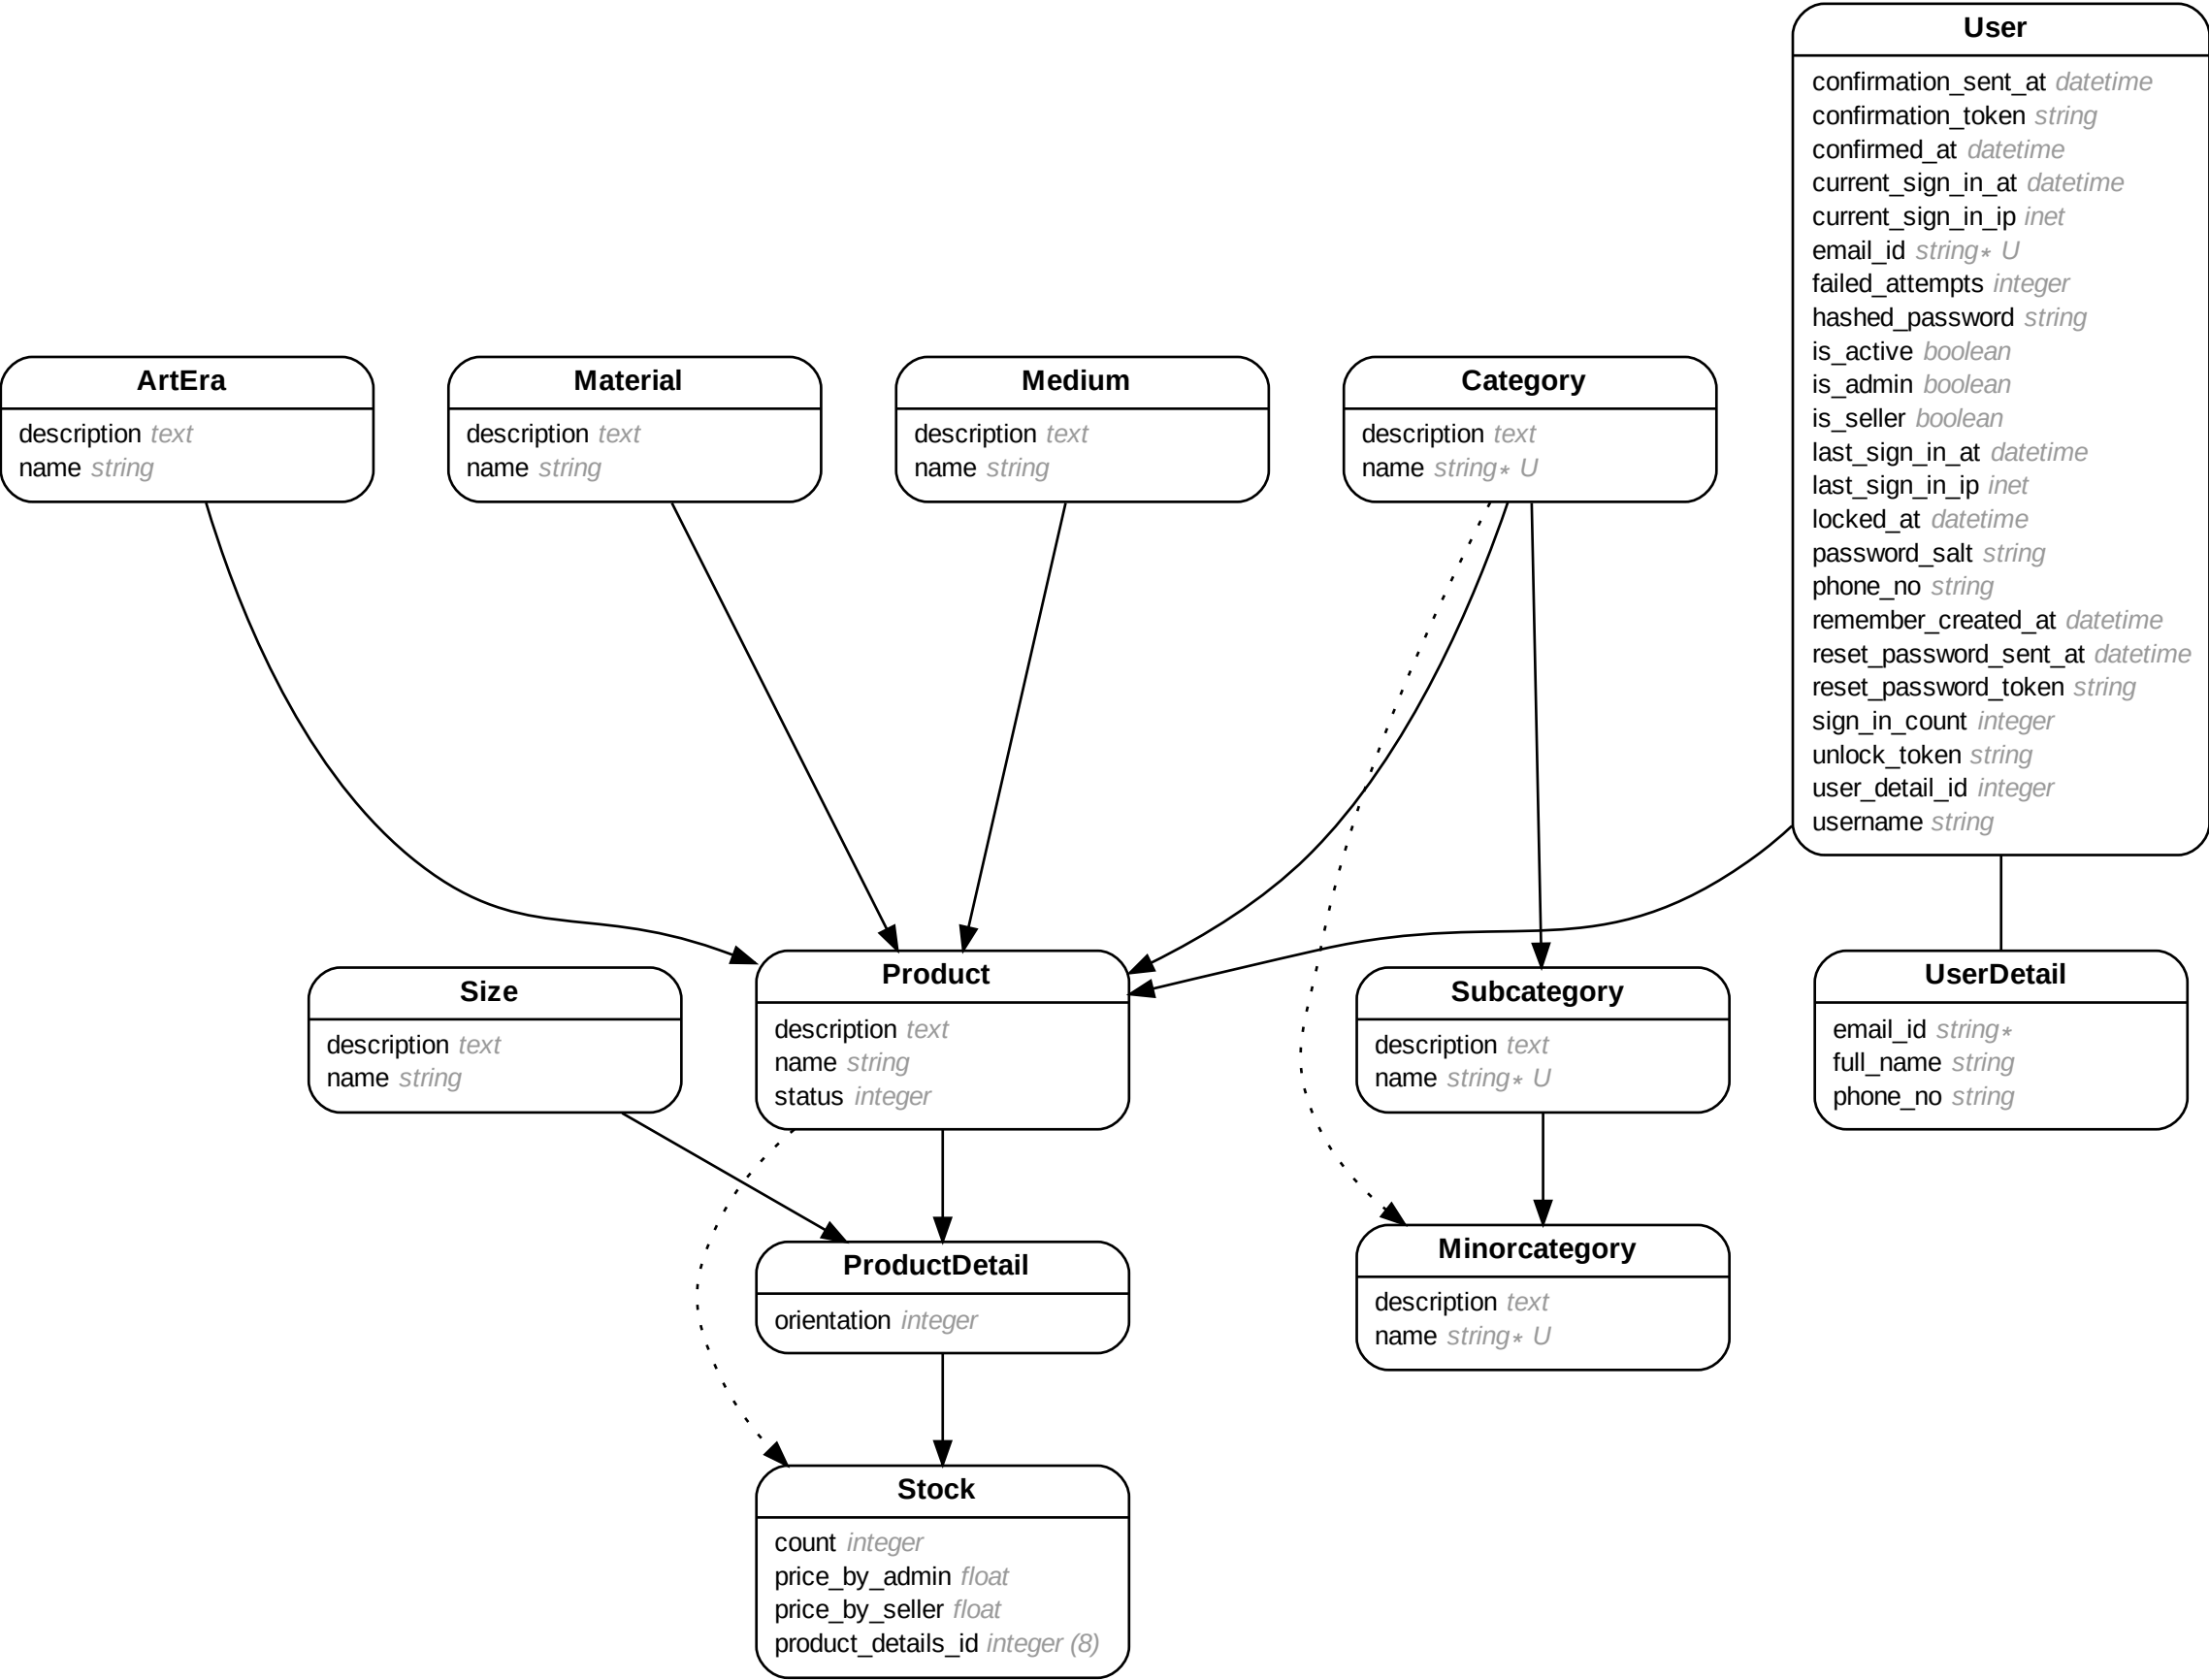 User
confirmation_sent_at datetime
confirmation_token string
confirmed_at datetime
current_sign_in_at datetime
current_sign_in_ip inet
email_id string∗ U
failed_attempts integer
hashed_password string
is_active boolean
is_admin boolean
is_seller boolean
last_sign_in_at datetime
last_sign_in_ip inet
locked_at datetime
password_salt string
phone_no string
remember_created_at datetime
reset_password_sent_at datetime
reset_password_token string
sign_in_count integer
unlock_token string
user_detail_id integer
username string
ArtEra
description text
name string
Material
description text
name string
Medium
description text
name string
Category
description text
name string∗ U
Size
description text
name string
Product
description text
name string
status integer
Subcategory
description text
name string∗ U
UserDetail
email_id string∗
full_name string
phone_no string
ProductDetail
orientation integer
Minorcategory
description text
name string∗ U
Stock
count integer
price_by_admin float
price_by_seller float
product_details_id integer (8)